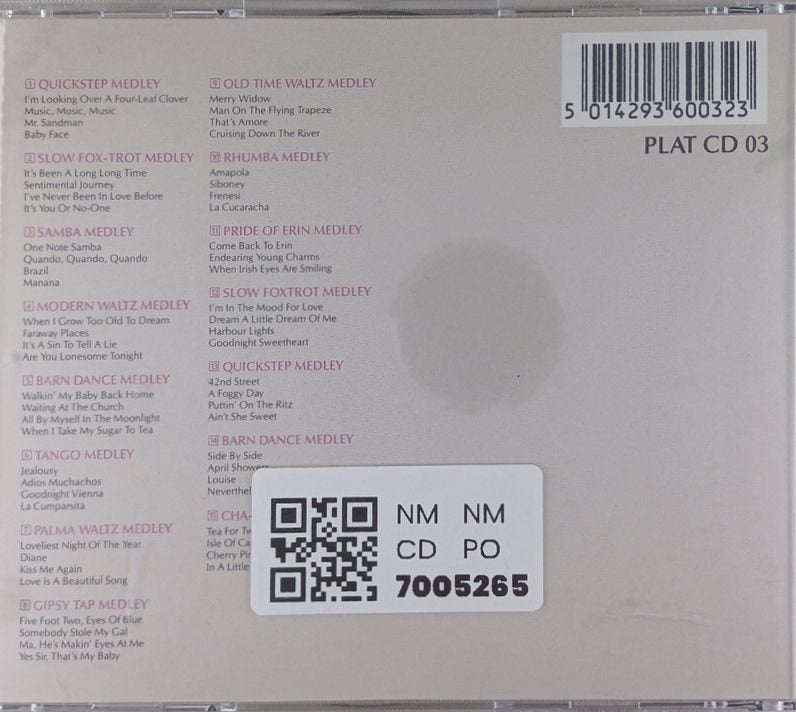 1 QUICKSTEP MEDLEY
I'm Looking Over A Four-Leaf Clover
Music, Music, Music
Mr. Sandman
Baby Face
2 SLOW FOX-TROT MEDLEY
It's Been A Long Long Time
Sentimental Journey
I've Never Been In Love Before
It's You Or No-One
3 SAMBA MEDLEY
One Note Samba
Quando, Quando, Quando
Brazil
Manana
4 MODERN WALTZ MEDLEY
When I Grow Too Old To Dream
Faraway Places
It's A Sin To Tell A Lie
Are You Lonesome Tonight
5 BARN DANCE MEDLEY
Walkin' My Baby Back Home
Waiting At The Church
All By Myself In The Moonlight
When I Take My Sugar To Tea
6 TANGO MEDLEY
Jealousy
Adios Muchachos
Goodnight Vienna
La Cumparsita
7 PALMA WALTZ MEDLEY
Loveliest Night Of The Year
Diane
Kiss Me Again
Love Is A Beautiful Song
8 GIPSY TAP MEDLEY
Five Foot Two, Eyes Of Blue
Somebody Stole My Gal
Ma, He's Makin' Eyes At Me
Yes Sir, That's My Baby
9 OLD TIME WALTZ MEDLEY
Merry Widow
Man On The Flying Trapeze
That's Amore
Cruising Down The River
10 RHUMBA MEDLEY
Amapola
Siboney
Frenesi
La Cucaracha
11 PRIDE OF ERIN MEDLEY
Come Back To Erin
Endearing Young Charms
When Irish Eyes Are Smiling
12 SLOW FOXTROT MEDLEY
I'm In The Mood For Love
Dream A Little Dream Of Me
Harbour Lights
Goodnight Sweetheart
13 QUICKSTEP MEDLEY
42nd Street
A Foggy Day
Puttin' On The Ritz
Ain't She Sweet
14 BARN DANCE MEDLEY
Side By Side
April Showers
Louise
15 CHA-
Tea For
Isle Of
Cherry
In A Little
5 014293 600323
PLAT CD 03
NM NM
CD PO
7005265